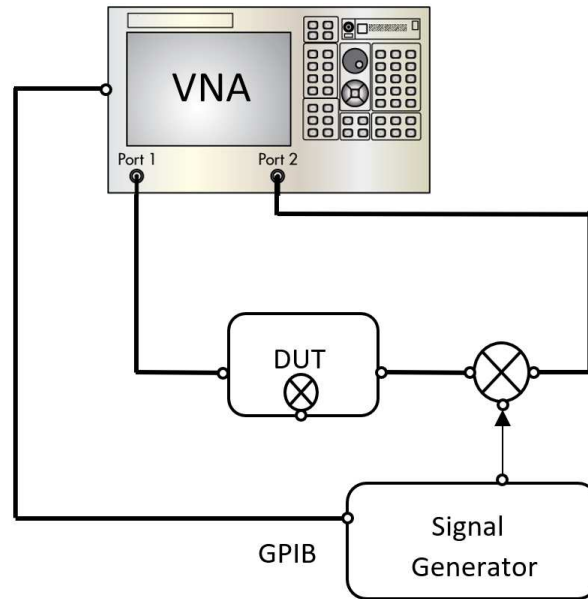 VNA
Port 1
Port 2
DUT
GPIB
Signal
Generator